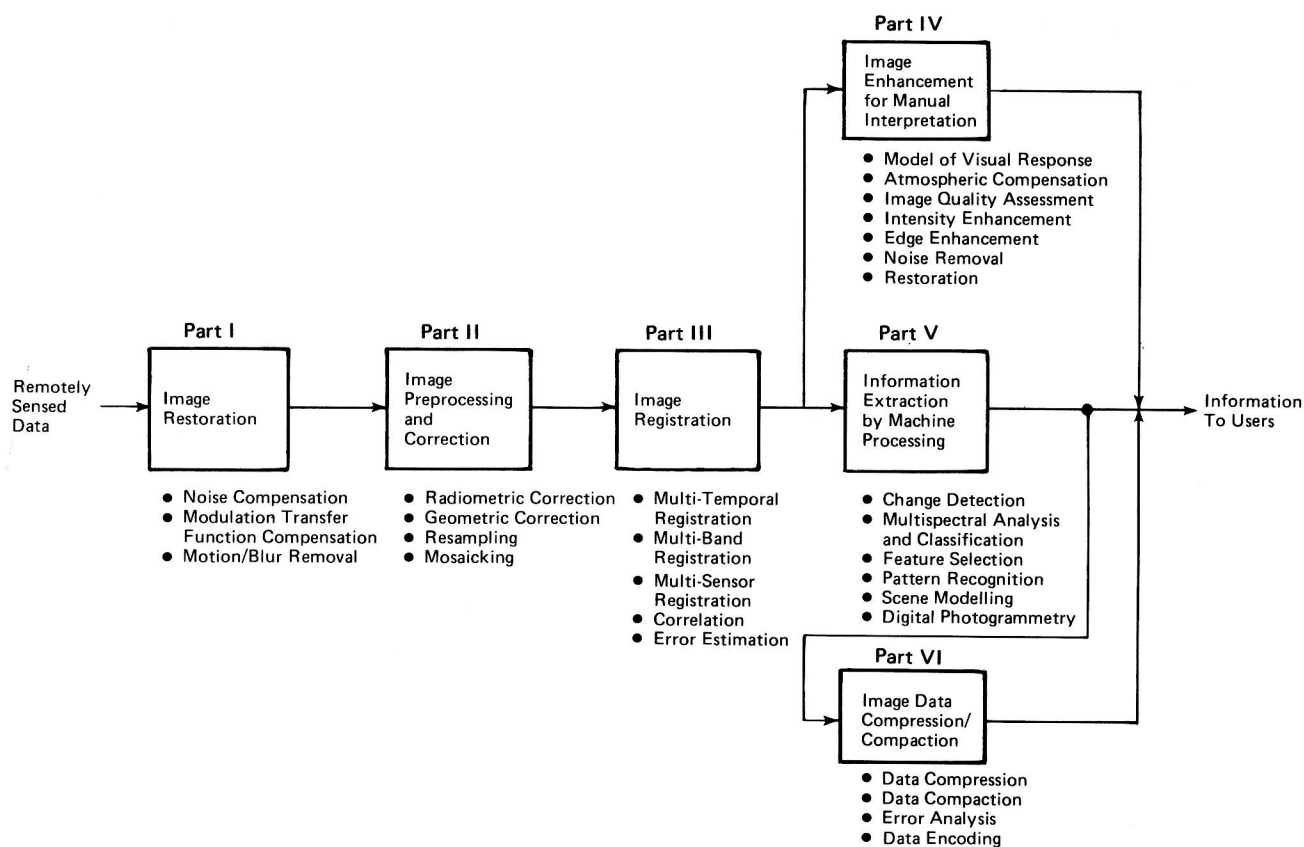 Part IV
Image
Enhancement
for Manual
Interpretation
● Model of Visual Response
● Atmospheric Compensation
● Image Quality Assessment
● Intensity Enhancement
● Edge Enhancement
● Noise Removal
● Restoration
Remotely
Sensed
Data
Part I
Image
Restoration
● Noise Compensation
● Modulation Transfer
Function Compensation
● Motion/Blur Removal
Part II
Image
Preprocessing
and
Correction
● Radiometric Correction
● Geometric Correction
● Resampling
● Mosaicking
Part III
Image
Registration
● Multi-Temporal
Registration
● Multi-Band
Registration
● Multi-Sensor
Registration
● Correlation
● Error Estimation
Part V
Information
Extraction
by Machine
Processing
● Change Detection
● Multispectral Analysis
and Classification
● Feature Selection
● Pattern Recognition
● Scene Modelling
● Digital Photogrammetry
Information
To Users
Part VI
Image Data
Compression/
Compaction
● Data Compression
● Data Compaction
● Error Analysis
● Data Encoding